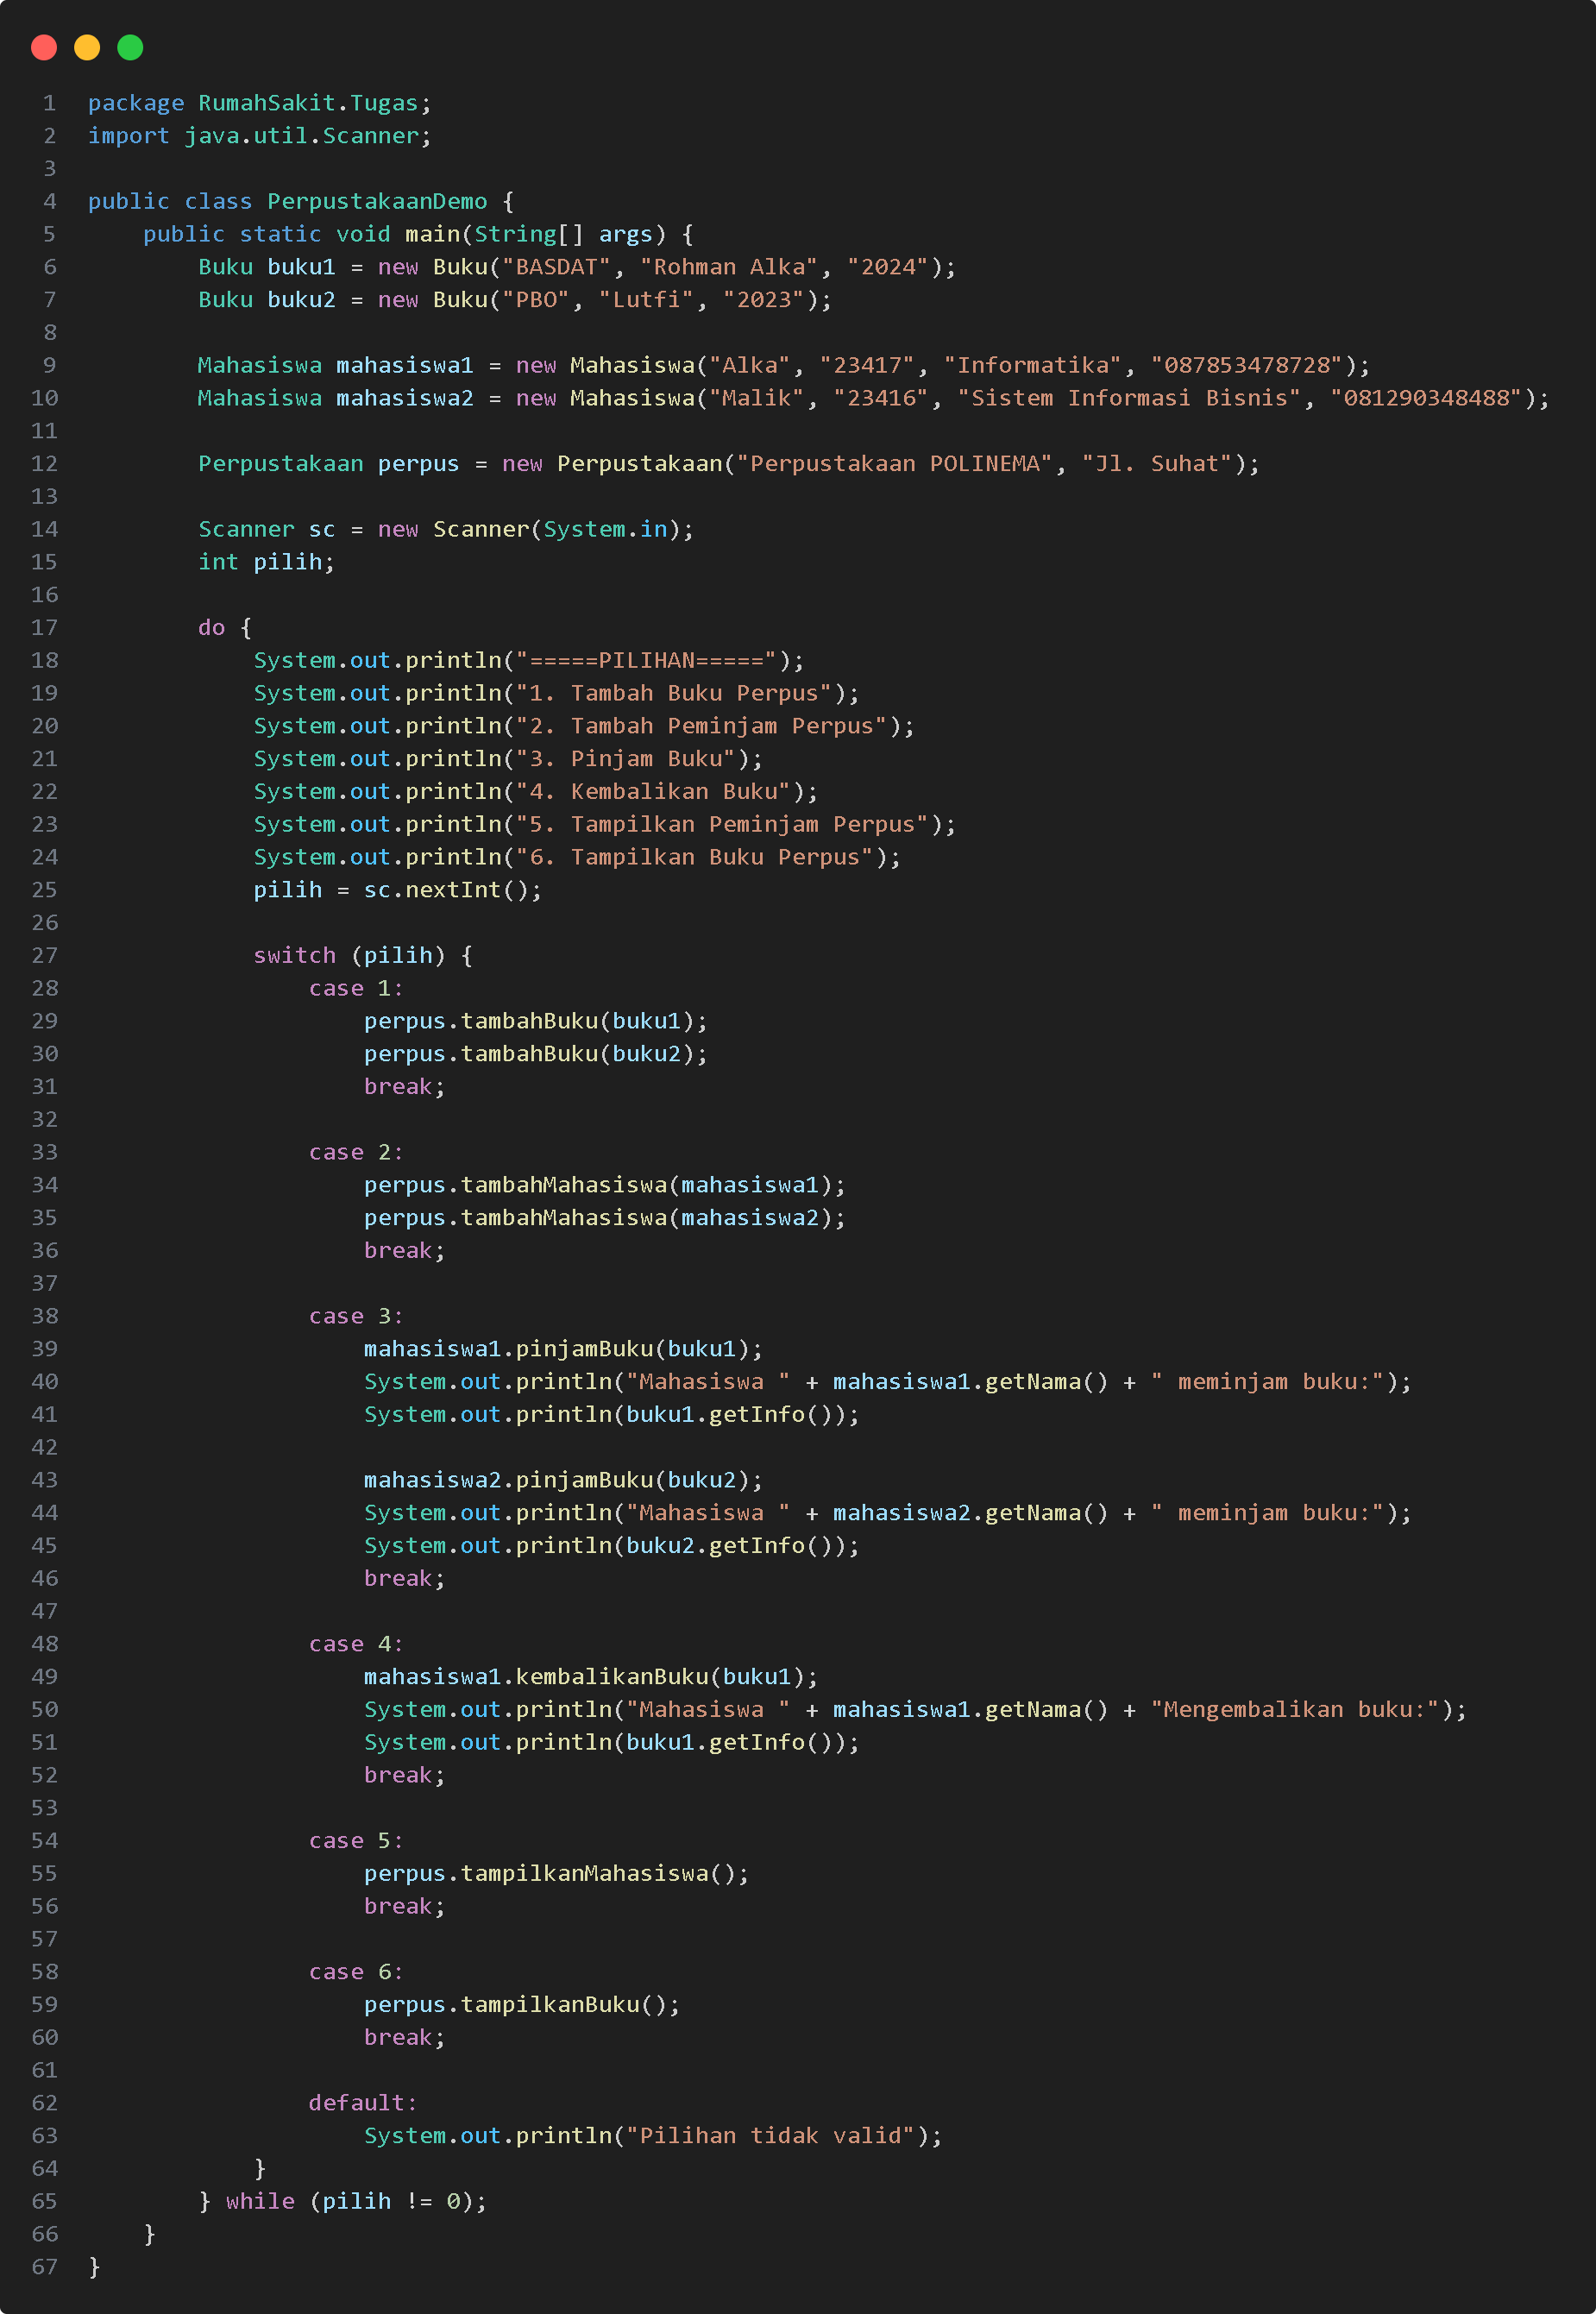 1 package RumahSakit.Tugas;
2 import java.util.Scanner;
3
4 public class PerpustakaanDemo {
5     public static void main(String[] args) {
6         Buku buku1 = new Buku("BASDAT", "Rohman Alka", "2024");
7         Buku buku2 = new Buku("PBO", "Lutfi", "2023");
8
9         Mahasiswa mahasiswa1 = new Mahasiswa("Alka", "23417", "Informatika", "087853478728");
10         Mahasiswa mahasiswa2 = new Mahasiswa("Malik", "23416", "Sistem Informasi Bisnis", "081290348488");
11
12         Perpustakaan perpus = new Perpustakaan("Perpustakaan POLINEMA", "Jl. Suhat");
13
14         Scanner sc = new Scanner(System.in);
15         int pilih;
16
17         do {
18             System.out.println("=====PILIHAN=====");
19             System.out.println("1. Tambah Buku Perpus");
20             System.out.println("2. Tambah Peminjam Perpus");
21             System.out.println("3. Pinjam Buku");
22             System.out.println("4. Kembalikan Buku");
23             System.out.println("5. Tampilkan Peminjam Perpus");
24             System.out.println("6. Tampilkan Buku Perpus");
25             pilih = sc.nextInt();
26
27             switch (pilih) {
28                 case 1:
29                     perpus.tambahBuku(buku1);
30                     perpus.tambahBuku(buku2);
31                     break;
32
33                 case 2:
34                     perpus.tambahMahasiswa(mahasiswa1);
35                     perpus.tambahMahasiswa(mahasiswa2);
36                     break;
37
38                 case 3:
39                     mahasiswa1.pinjamBuku(buku1);
40                     System.out.println("Mahasiswa " + mahasiswa1.getNama() + " meminjam buku:");
41                     System.out.println(buku1.getInfo());
42
43                     mahasiswa2.pinjamBuku(buku2);
44                     System.out.println("Mahasiswa " + mahasiswa2.getNama() + " meminjam buku:");
45                     System.out.println(buku2.getInfo());
46                     break;
47
48                 case 4:
49                     mahasiswa1.kembalikanBuku(buku1);
50                     System.out.println("Mahasiswa " + mahasiswa1.getNama() + "Mengembalikan buku:");
51                     System.out.println(buku1.getInfo());
52                     break;
53
54                 case 5:
55                     perpus.tampilkanMahasiswa();
56                     break;
57
58                 case 6:
59                     perpus.tampilkanBuku();
60                     break;
61
62                 default:
63                     System.out.println("Pilihan tidak valid");
64             }
65         } while (pilih != 0);
66     }
67 }